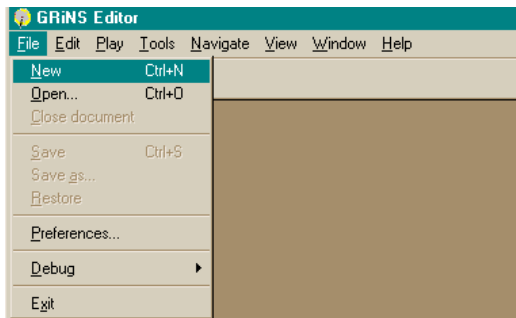 GRiNS Editor
File Edit Play Tools Navigate View Window Help
New Ctrl+N
Open... Ctrl+O
Close document
Save Ctrl+S
Save as...
Restore
Preferences...
Debug
Exit